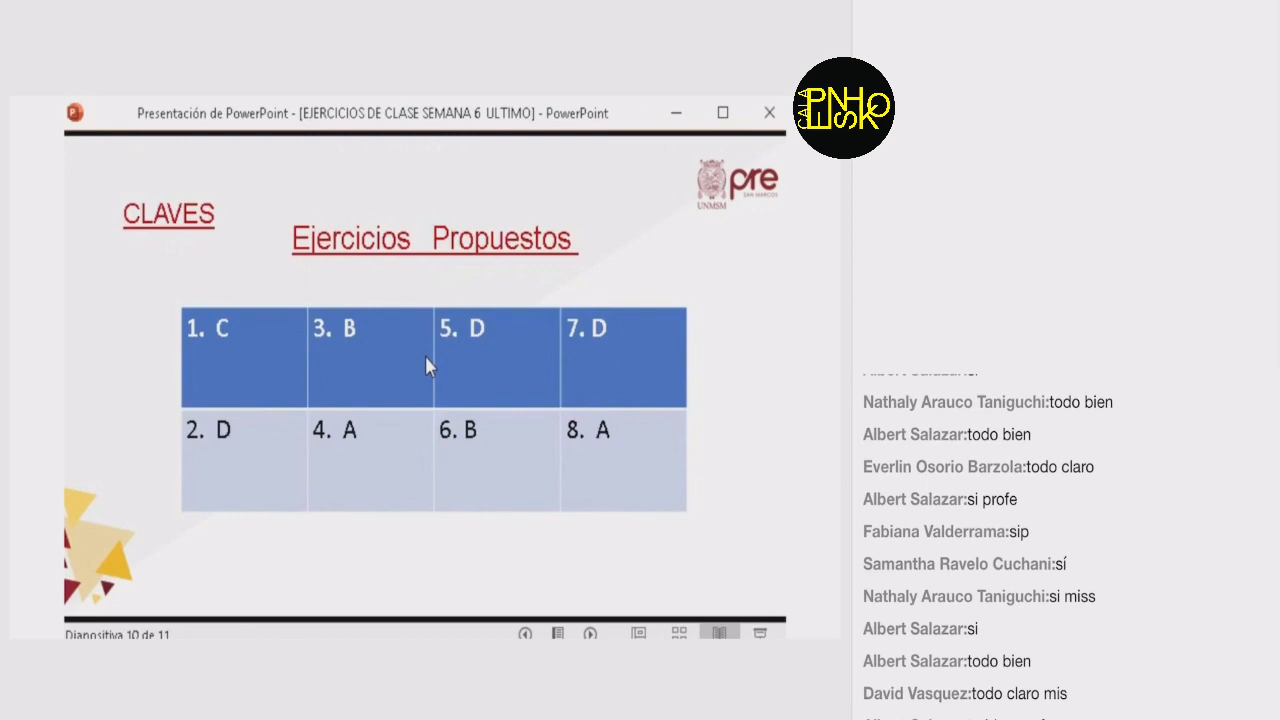 Presentación de PowerPoint - [EJERCICIOS DE CLASE SEMANA 6 ULTIMO] - PowerPoint
pre
SAN MARCOS
UNMSM
CLAVES
Ejercicios Propuestos
1. C
3. B
5. D
7. D
2. D
4. A
6. B
8. A
Diapositiva 10 de 11
Nathaly Arauco Taniguchi:todo bien
Albert Salazar:todo bien
Everlin Osorio Barzola:todo claro
Albert Salazar:si profe
Fabiana Valderrama:sip
Samantha Ravelo Cuchani:sí
Nathaly Arauco Taniguchi:si miss
Albert Salazar:si
Albert Salazar:todo bien
David Vasquez:todo claro mis